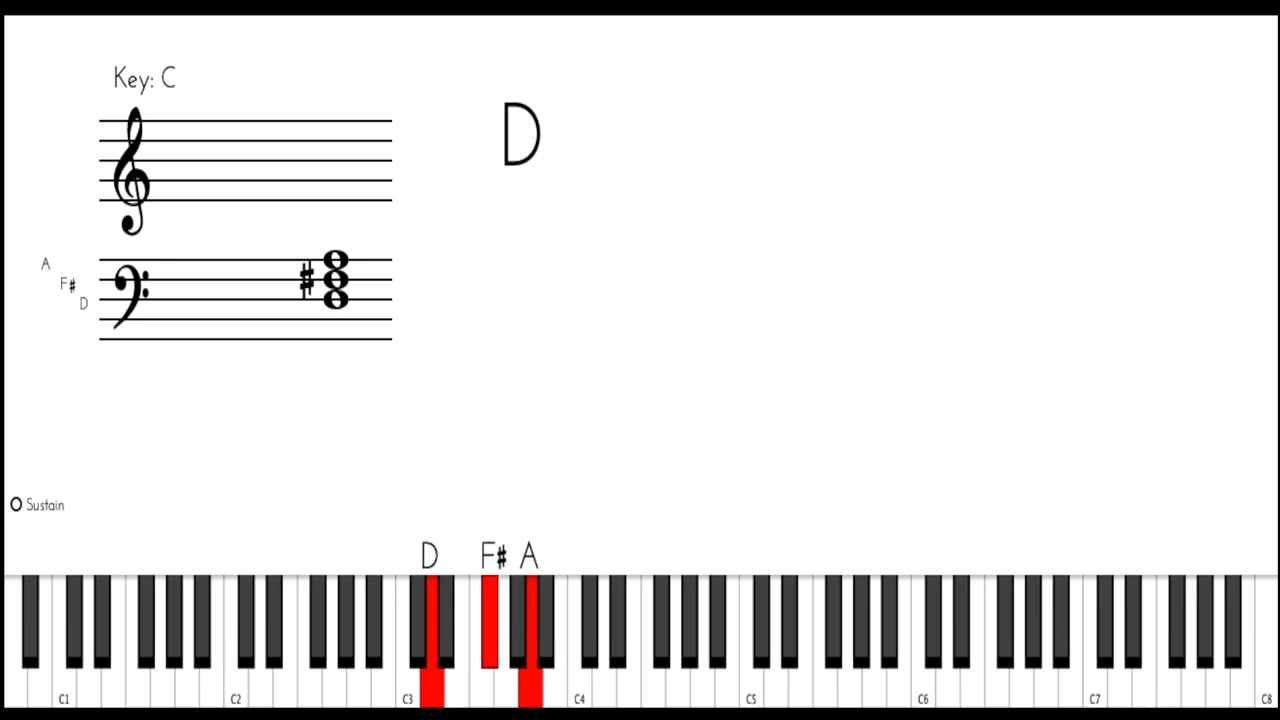 Key: C
D
A
F#
D
Sustain
D F# A
C1 C2 C3 C4 C5 C6 C7 C8